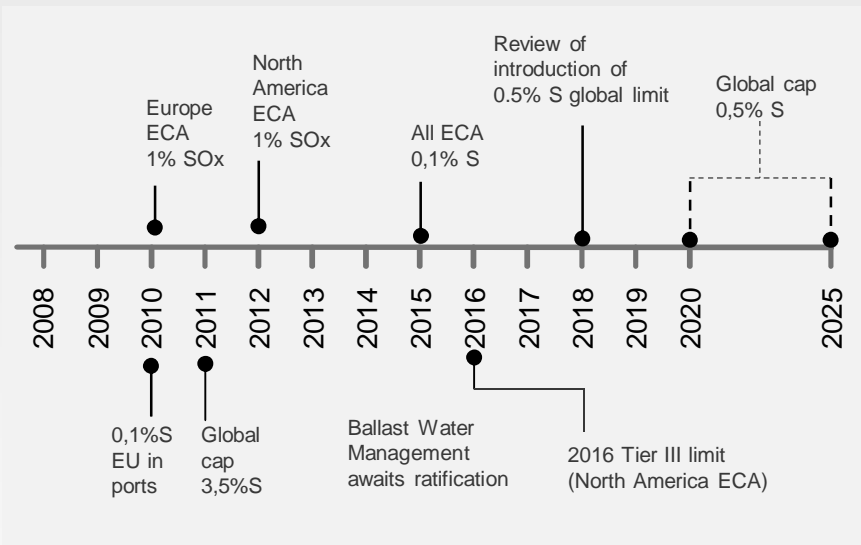 Europe
ECA
1% SOx
North
America
ECA
1% SOx
All ECA
0,1% S
Review of
introduction of
0.5% S global limit
Global cap
0,5% S
2008
2009
2010
2011
2012
2013
2014
2015
2016
2017
2018
2019
2020
2025
0,1%S
EU in
ports
Global
cap
3,5%S
Ballast Water
Management
awaits ratification
2016 Tier III limit
(North America ECA)